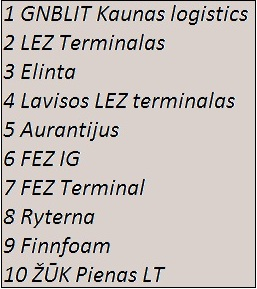 1 GNBLIT Kaunas logistics
2 LEZ Terminalas
3 Elinta
4 Lavisos LEZ terminalas
5 Aurantijus
6 FEZ IG
7 FEZ Terminal
8 Ryterna
9 Finnfoam
10 ŽŪK Pienas LT